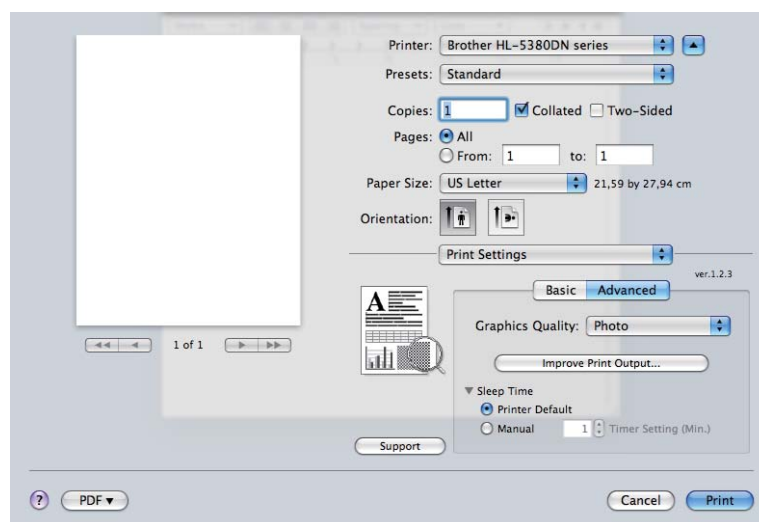 Printer: Brother HL-5380DN series
Presets: Standard
Copies: 1 Collated Two-Sided
Pages: All
From: 1 to: 1
Paper Size: US Letter 21,59 by 27,94 cm
Orientation:
Print Settings
ver.1.2.3
Basic Advanced
A
Graphics Quality: Photo
1 of 1
Improve Print Output...
Sleep Time
Printer Default
Manual 1 Timer Setting (Min.)
Support
? PDF Cancel Print